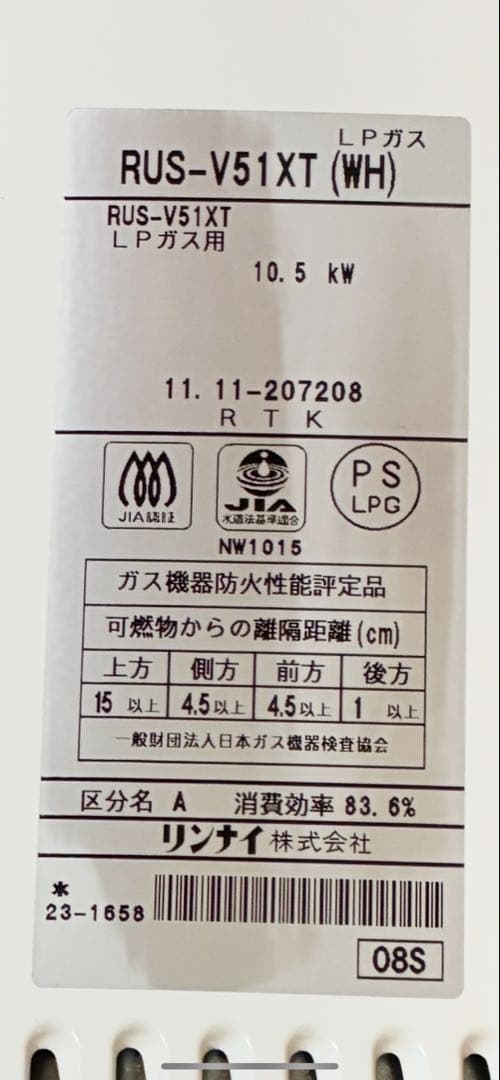 LPガス
RUS-V51XT(WH)
RUS-V51XT
LPガス用
10.5 kW
11.11-207208
RTK
JIA認証
JIA
水道法基準適合
PS
LPG
NW1015
ガス機器防火性能評定品
可燃物からの離隔距離(cm)
上方 側方 前方 後方
15 以上 4.5以上 4.5以上 1 以上
一般財団法人日本ガス機器検査協会
区分名 A 消費効率 83.6%
リンナイ株式会社
23-1658
08S